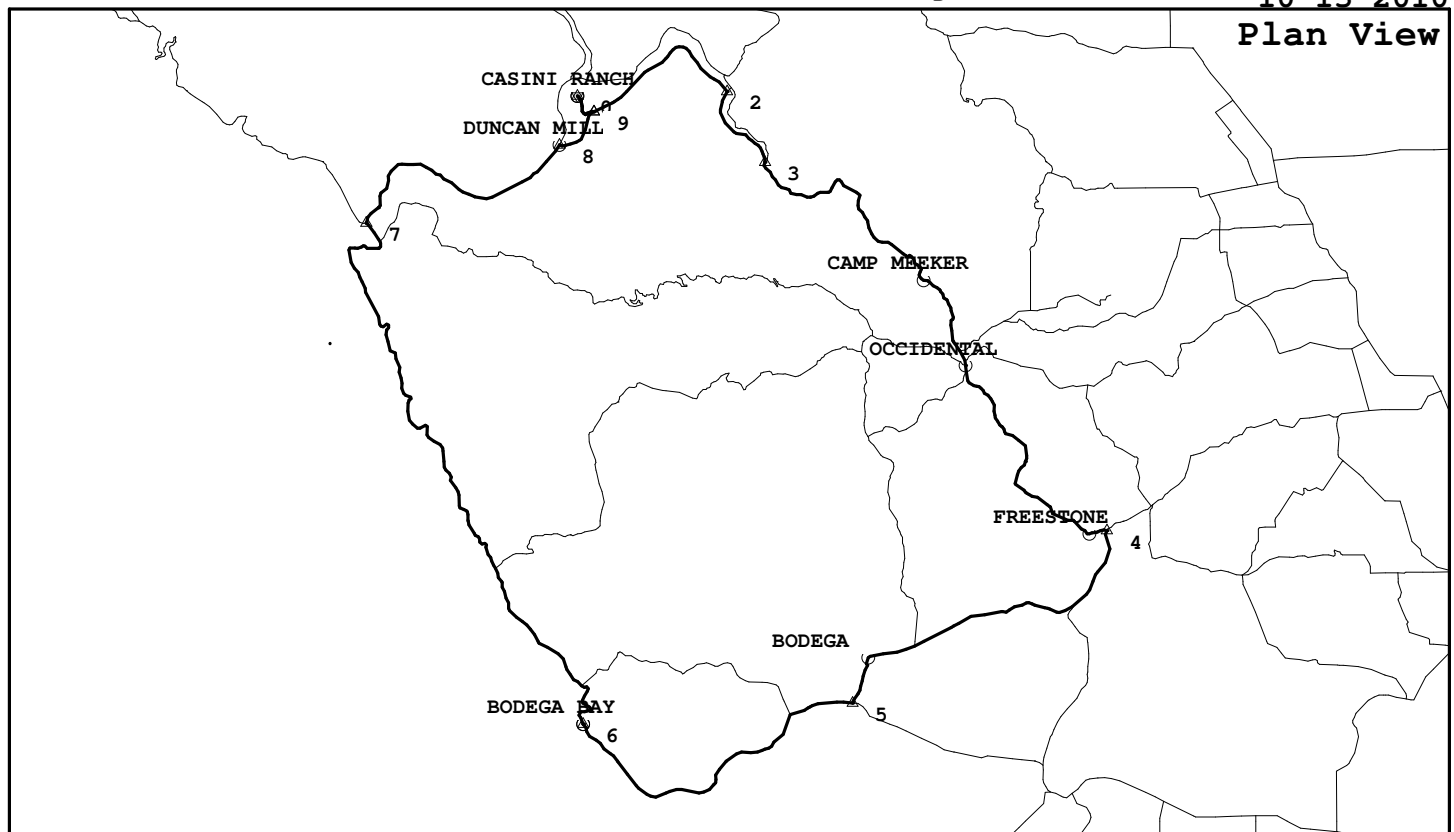 10 15 2010
Plan View
CASINI RANCH
2
9
DUNCAN MILL
8
3
7
CAMP MEEKER
OCCIDENTAL
FREESTONE
4
BODEGA
5
BODEGA BAY
6